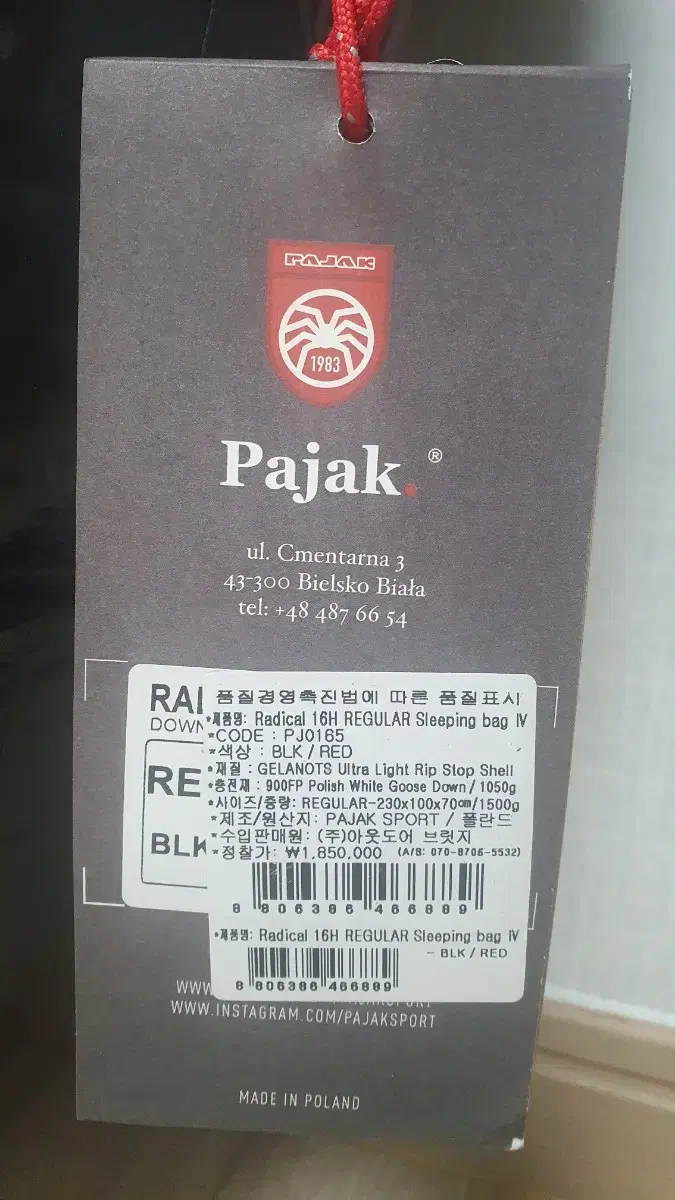 PAJAK
1983
Pajak. ®
ul. Cmentarna 3
43-300 Bielsko Biała
tel: +48 487 66 54
RAI
DOWN
RE
BLK
품질경영촉진법에 따른 품질표시
*제품명: Radical 16H REGULAR Sleeping bag Ⅳ
*CODE : PJ0165
*색상 : BLK / RED
*재질 : GELANOTS Ultra Light Rip Stop Shell
*충전재 : 900FP Polish White Goose Down / 1050g
*사이즈/중량: REGULAR-230x100x70㎝/1500g
*제조/원산지: PAJAK SPORT / 폴란드
*수입판매원: (주)아웃도어 브릿지
*정찰가: ₩1,850,000 (A/S: 070-8706-5532)
8 806386 466889
*제품명: Radical 16H REGULAR Sleeping bag Ⅳ
- BLK / RED
8 806386 466889
WWW.INSTAGRAM.COM/PAJAKSPORT
MADE IN POLAND